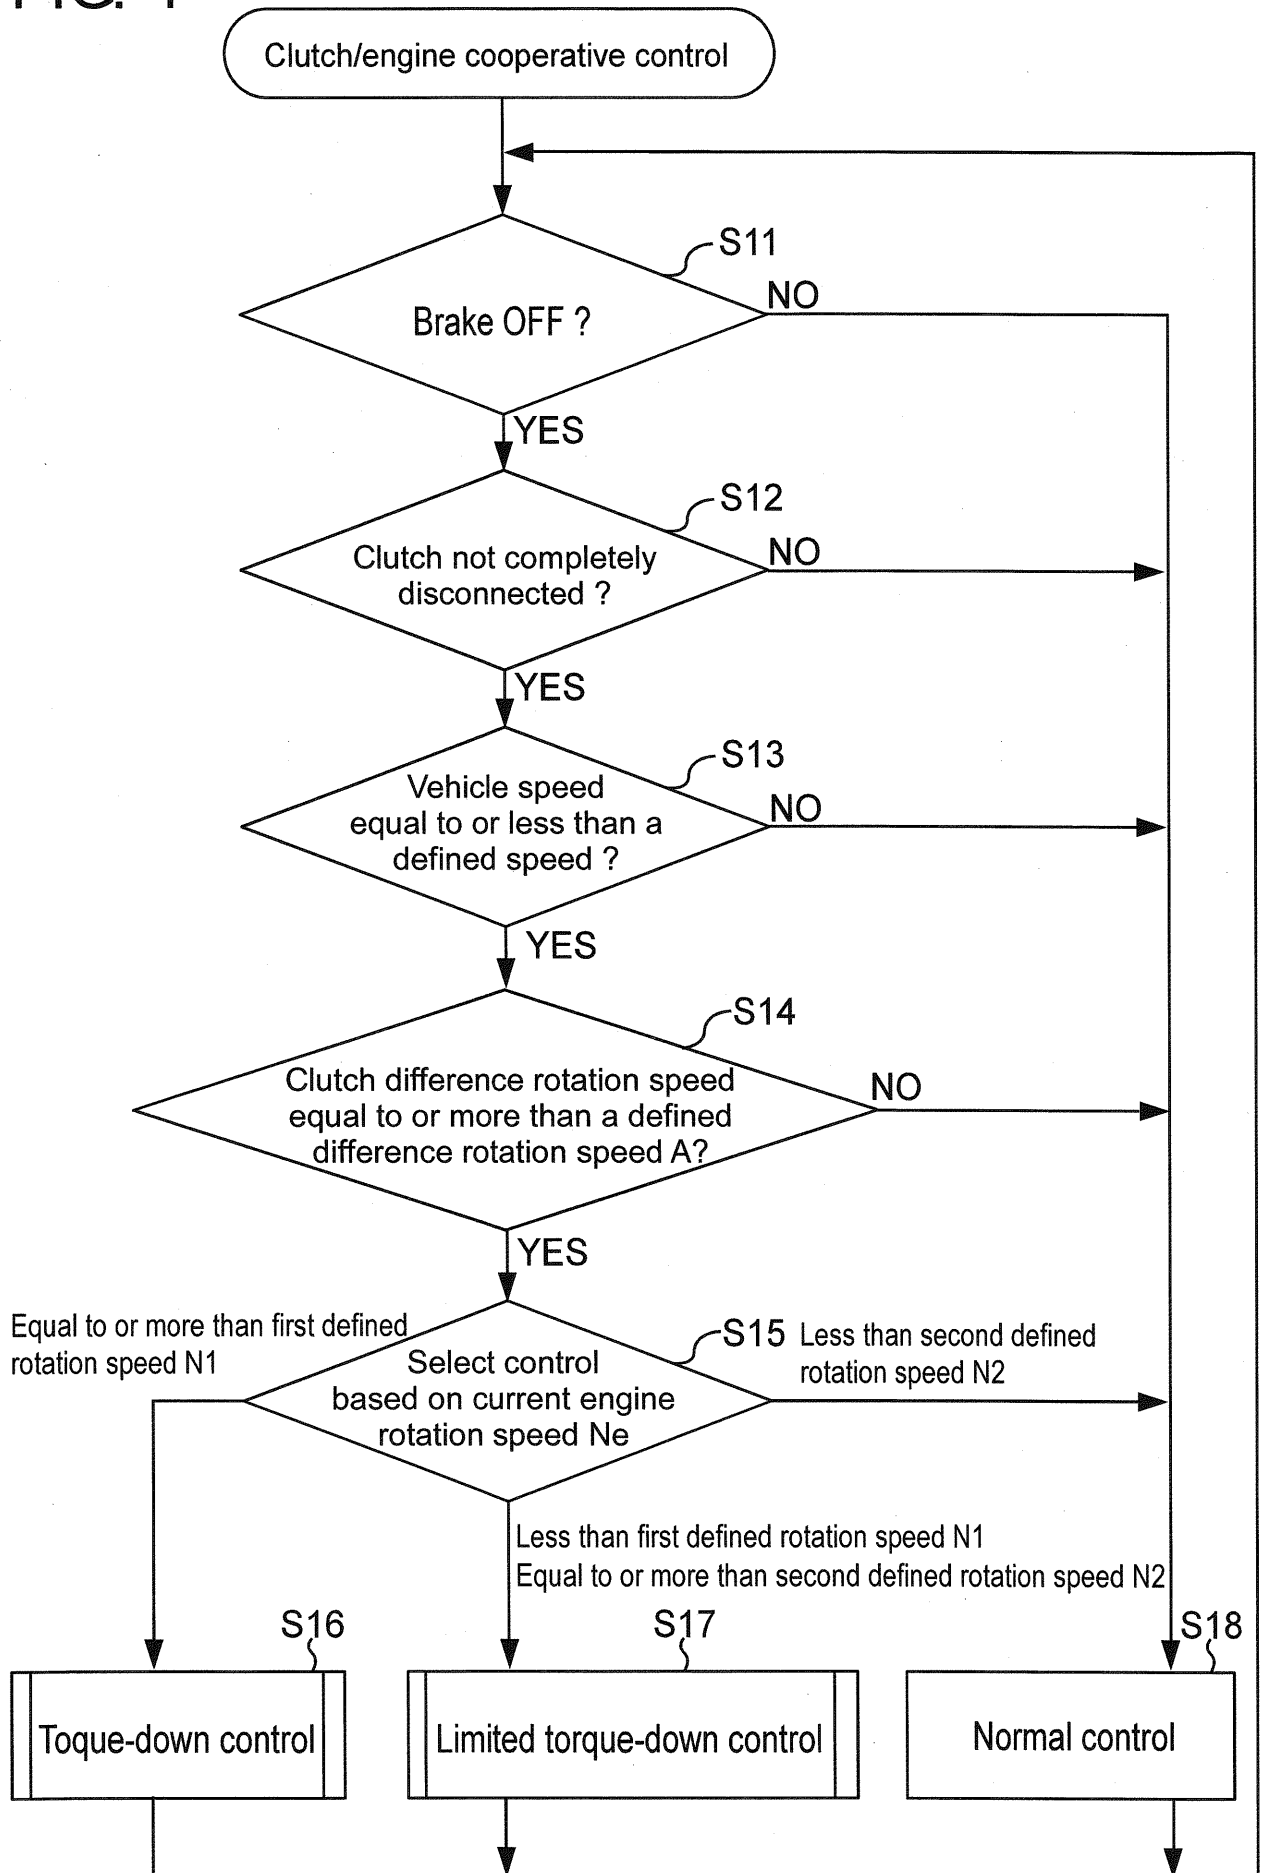 Clutch/engine cooperative control
S11
NO
Brake OFF ?
YES
S12
NO
Clutch not completely
disconnected ?
YES
S13
Vehicle speed
NO
equal to or less than a
defined speed ?
YES
S14
Clutch difference rotation speed
NO
equal to or more than a defined
difference rotation speed A?
YES
Equal to or more than first defined
rotation speed N1
S15
Less than second defined
rotation speed N2
Select control
based on current engine
rotation speed Ne
Less than first defined rotation speed N1
Equal to or more than second defined rotation speed N2
S16
S17
S18
Toque-down control
Limited torque-down control
Normal control